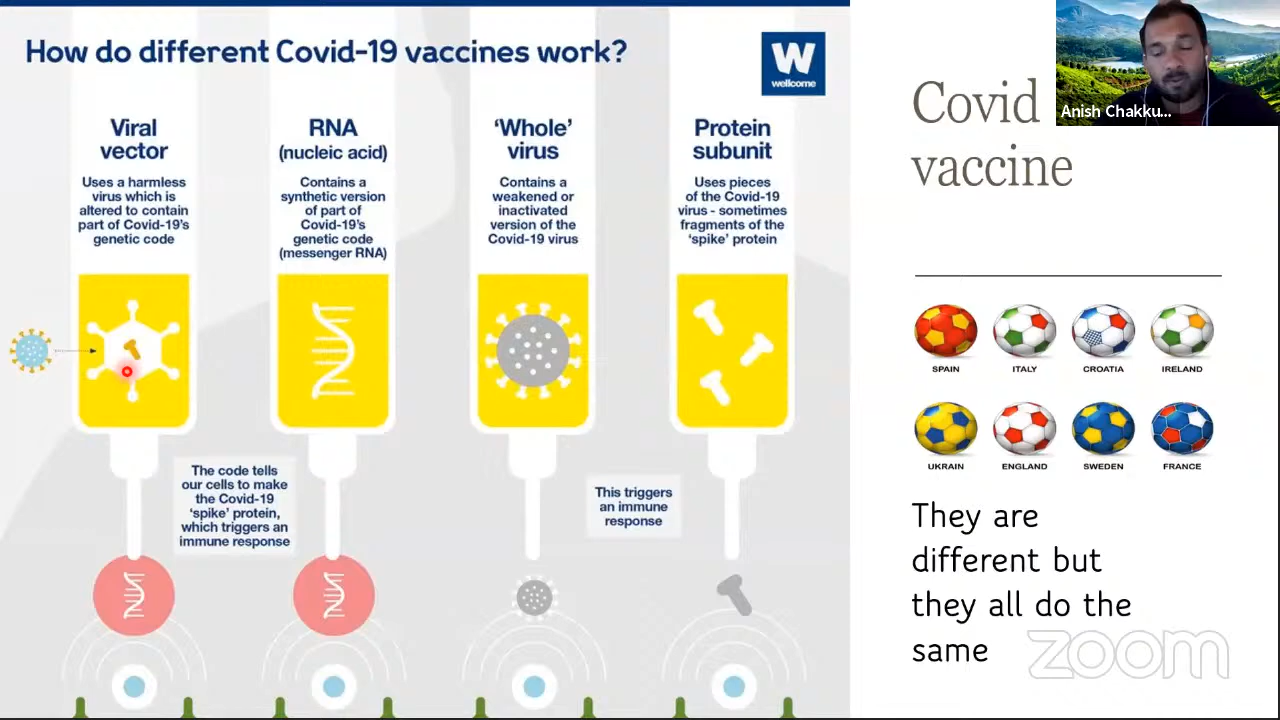 How do different Covid-19 vaccines work?
W
wellcome
Viral
vector
Uses a harmless
virus which is
altered to contain
part of Covid-19's
genetic code
RNA
(nucleic acid)
Contains a
synthetic version
of part of
Covid-19's
genetic code
(messenger RNA)
'Whole'
virus
Contains a
weakened or
inactivated
version of the
Covid-19 virus
Protein
subunit
Uses pieces
of the Covid-19
virus - sometimes
fragments of the
'spike' protein
The code tells
our cells to make
the Covid-19
'spike' protein,
which triggers an
immune response
This triggers
an immune
response
Covid
vaccine
Anish Chakku...
SPAIN
ITALY
CROATIA
IRELAND
UKRAIN
ENGLAND
SWEDEN
FRANCE
They are
different but
they all do the
same
zoom